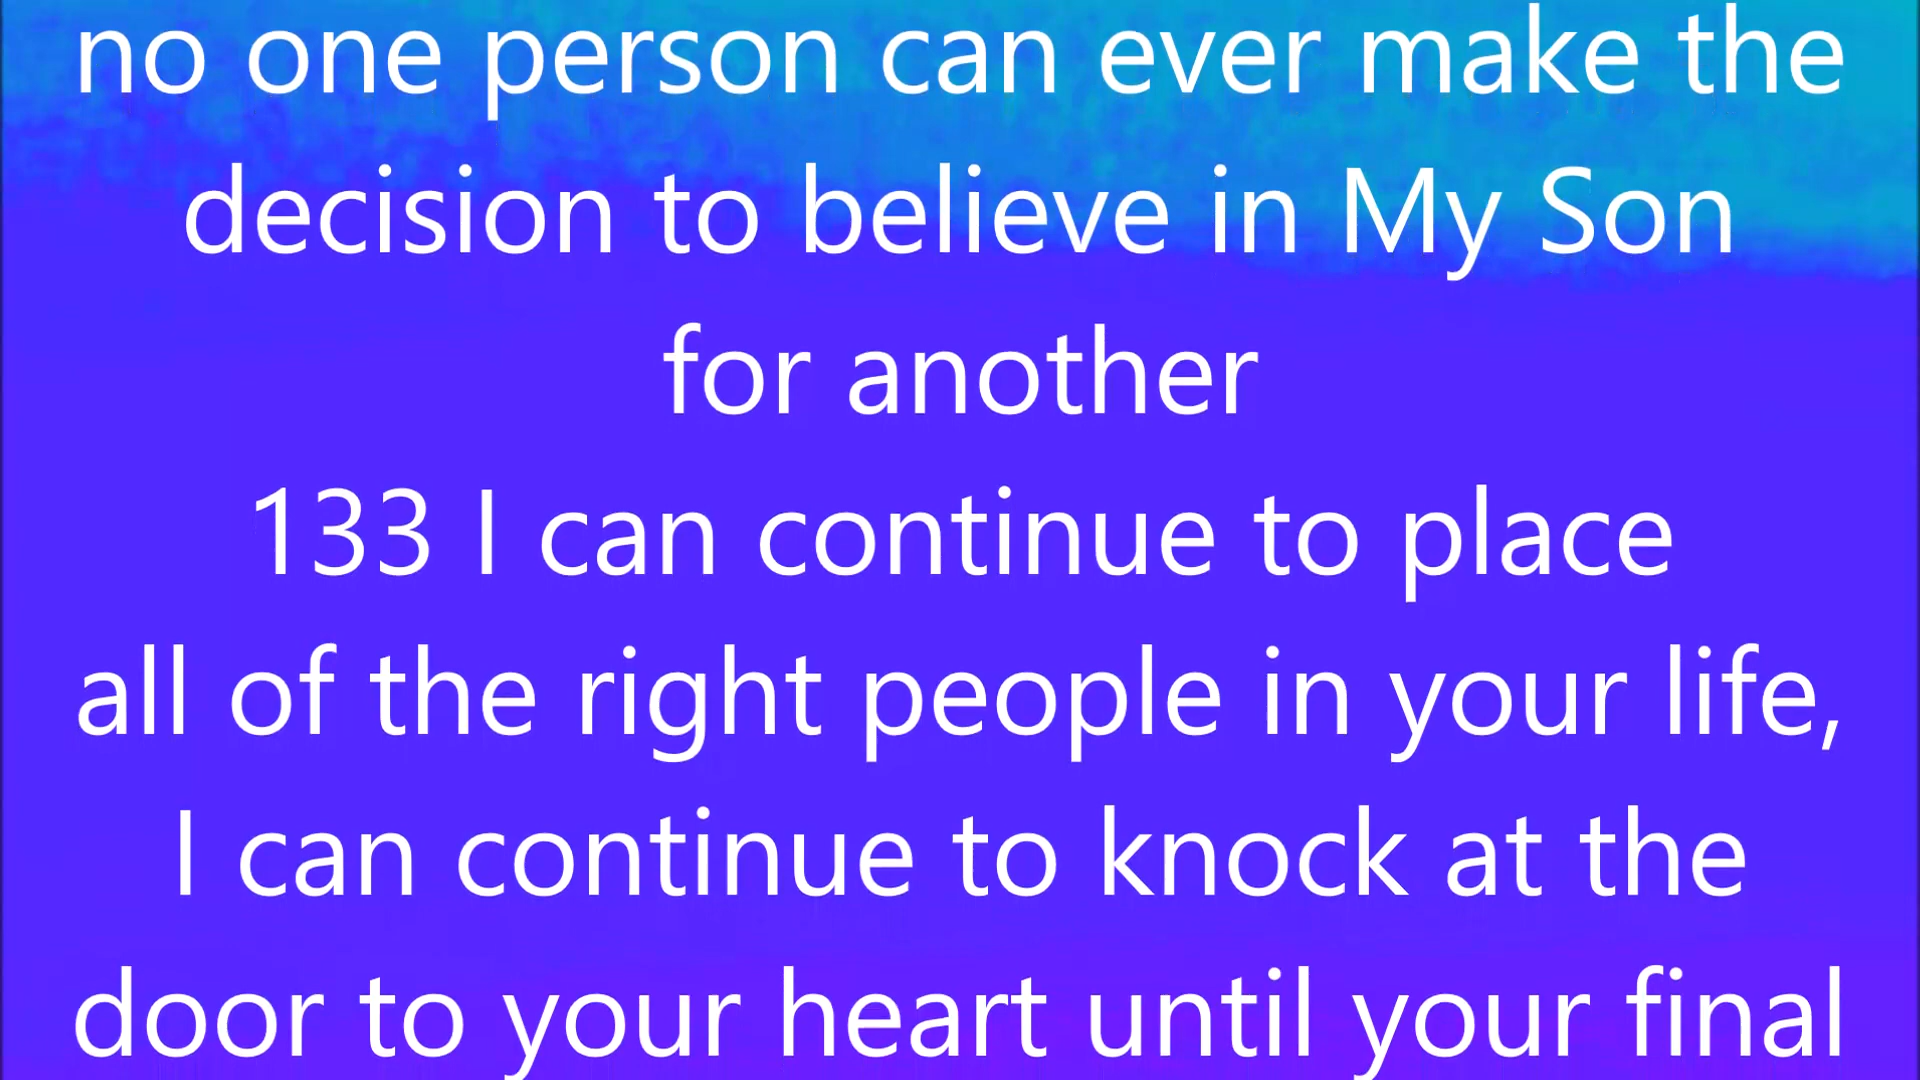 no one person can ever make the
decision to believe in My Son
for another
133 I can continue to place
all of the right people in your life,
I can continue to knock at the
door to your heart until your final